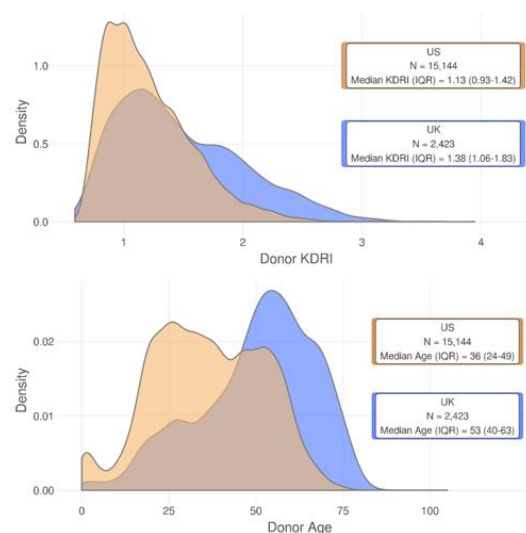 US
N = 15,144
Median KDRI (IQR) = 1.13 (0.93-1.42)
UK
N = 2,423
Median KDRI (IQR) = 1.38 (1.06-1.83)
Density
1.0
0.5
0.0
1 2 3 4
Donor KDRI
US
N = 15,144
Median Age (IQR) = 36 (24-49)
UK
N = 2,423
Median Age (IQR) = 53 (40-63)
Density
0.02
0.01
0.00
0 25 50 75 100
Donor Age